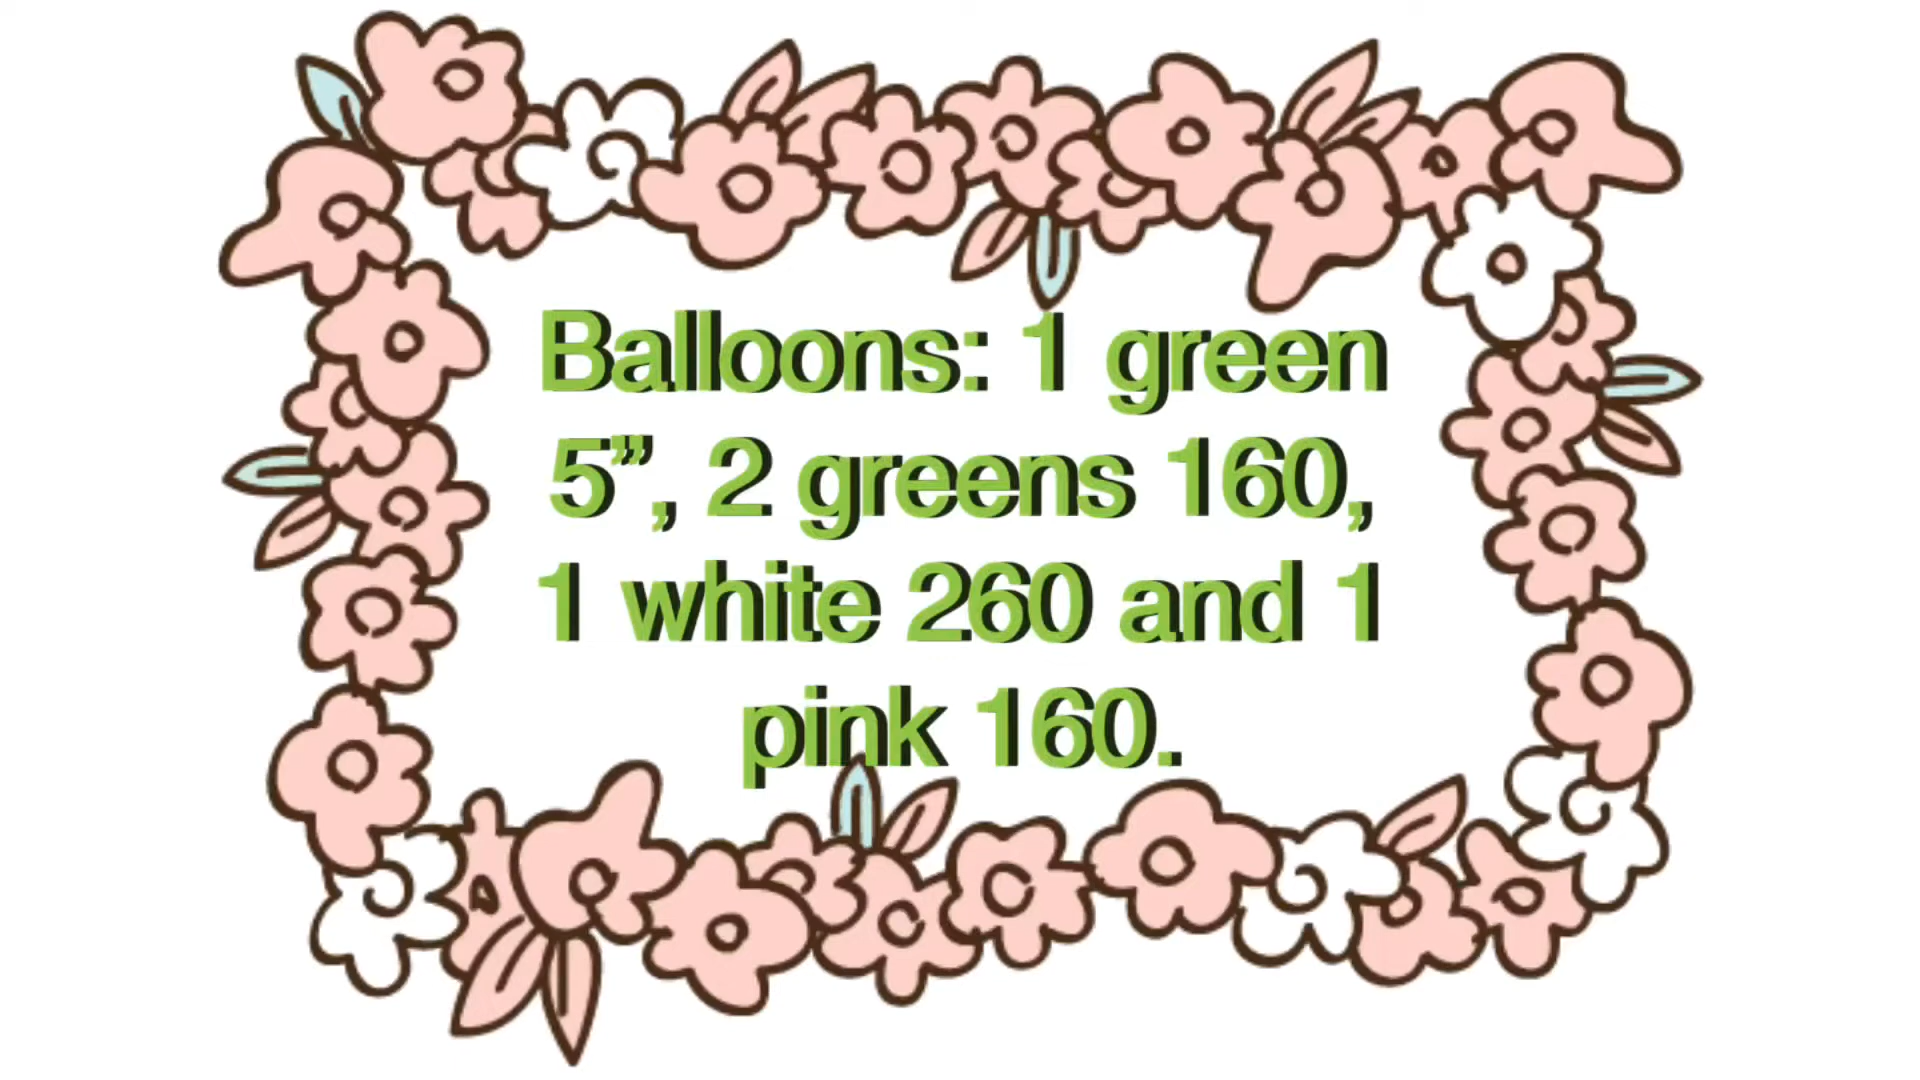 Balloons: 1 green
5”, 2 greens 160,
1 white 260 and 1
pink 160.